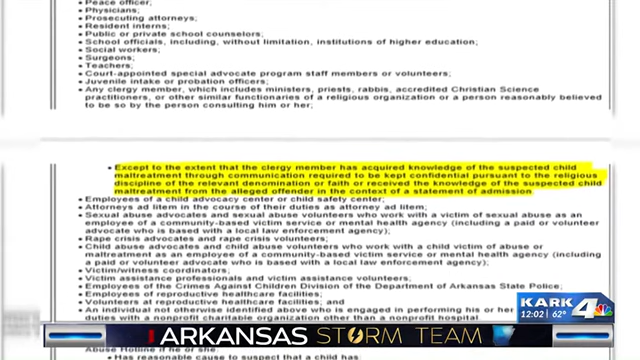 • Peace officer;
• Physicians;
• Prosecuting attorneys;
• Resident interns;
• Public or private school counselors;
• School officials, including, without limitation, institutions of higher education;
• Social workers;
• Surgeons;
• Teachers;
• Court-appointed special advocate program staff members or volunteers;
• Juvenile intake or probation officers;
• Any clergy member, which includes ministers, priests, rabbis, accredited Christian Science
practitioners, or other similar functionaries of a religious organization or a person reasonably believed
to be so by the person consulting him or her;
• Except to the extent that the clergy member has acquired knowledge of the suspected child
maltreatment through communication required to be kept confidential pursuant to the religious
discipline of the relevant denomination or faith or received the knowledge of the suspected child
maltreatment from the alleged offender in the context of a statement of admission
• Employees of a child advocacy center or child safety center;
• Attorneys ad litem in the course of their duties as attorney ad litem;
• Sexual abuse advocates and sexual abuse volunteers who work with a victim of sexual abuse as an
employee of a community-based victim service or mental health agency (including a paid or volunteer
advocate who is based with a local law enforcement agency);
• Rape crisis advocates and rape crisis volunteers;
• Child abuse advocates and child abuse volunteers who work with a child victim of abuse or
maltreatment as an employee of a community-based victim service or mental health agency (including
a paid or volunteer advocate who is based with a local law enforcement agency);
• Victim/witness coordinators;
• Victim assistance professionals and victim assistance volunteers;
• Employees of the Crimes Against Children Division of the Department of Arkansas State Police;
• Employees of reproductive healthcare facilities;
• Volunteers at reproductive healthcare facilities; and
• An individual not otherwise identified above who is engaged in performing his or her
duties with a nonprofit charitable organization other than a nonprofit hospital
KARK 4
12:02 62°
ARKANSAS STORM TEAM
Abuse Hotline if he or she:
• Has reasonable cause to suspect that a child has: